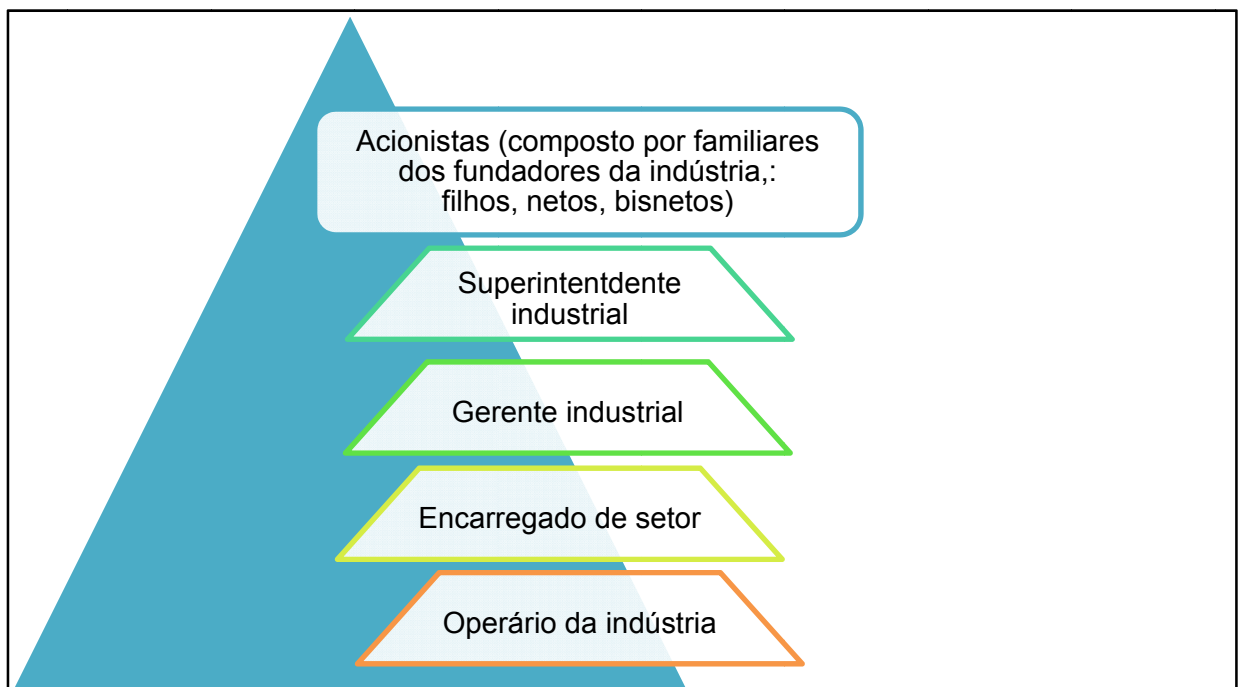 Acionistas (composto por familiares
dos fundadores da indústria,:
filhos, netos, bisnetos)
Superintentdente
industrial
Gerente industrial
Encarregado de setor
Operário da indústria